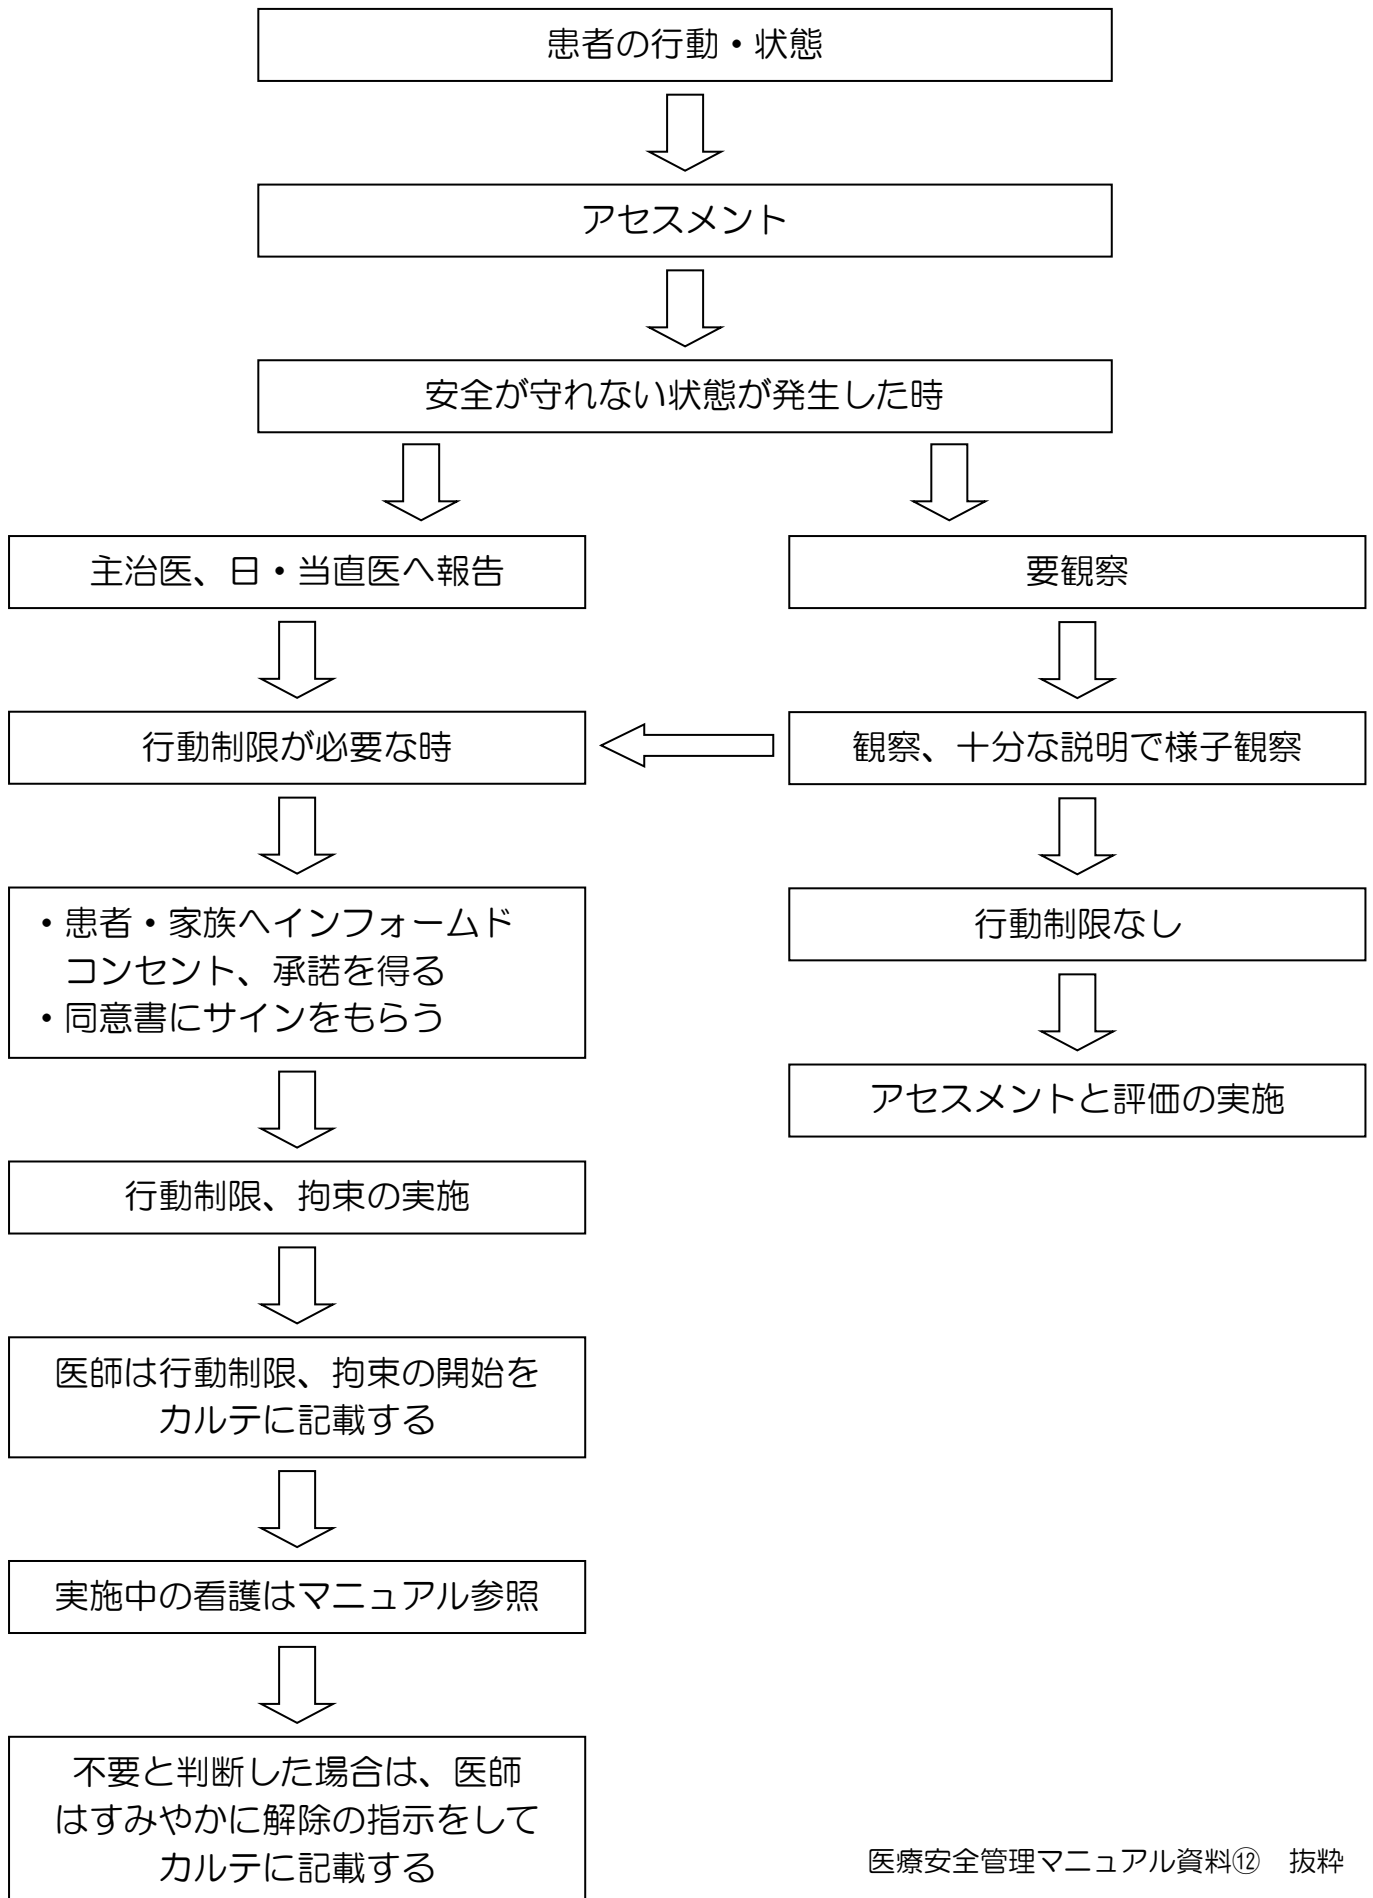 患者の行動・状態
アセスメント
安全が守れない状態が発生した時
主治医、日・当直医へ報告
要観察
行動制限が必要な時
観察、十分な説明で様子観察
・患者・家族へインフォームド
コンセント、承諾を得る
・同意書にサインをもらう
行動制限なし
アセスメントと評価の実施
行動制限、拘束の実施
医師は行動制限、拘束の開始を
カルテに記載する
実施中の看護はマニュアル参照
不要と判断した場合は、医師
はすみやかに解除の指示をして
カルテに記載する
医療安全管理マニュアル資料⑫　抜粋